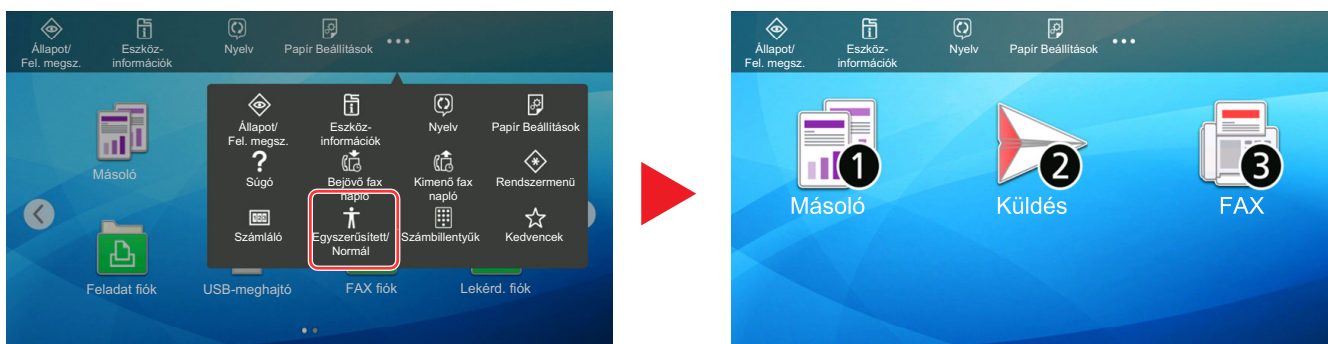 Állapot/
Fel. megsz.
Eszköz-
információk
Nyelv
Papír Beállítások
Állapot/
Fel. megsz.
Eszköz-
információk
Nyelv
Papír Beállítások
Súgó
Bejövő fax
napló
Kimenő fax
napló
Rendszermenü
Számláló
Egyszerűsített/
Normál
Számbillentyűk
Kedvencek
Másoló
Feladat fiók
USB-meghajtó
FAX fiók
Lekérd. fiók
Állapot/
Fel. megsz.
Eszköz-
információk
Nyelv
Papír Beállítások
1
Másoló
2
Küldés
3
FAX